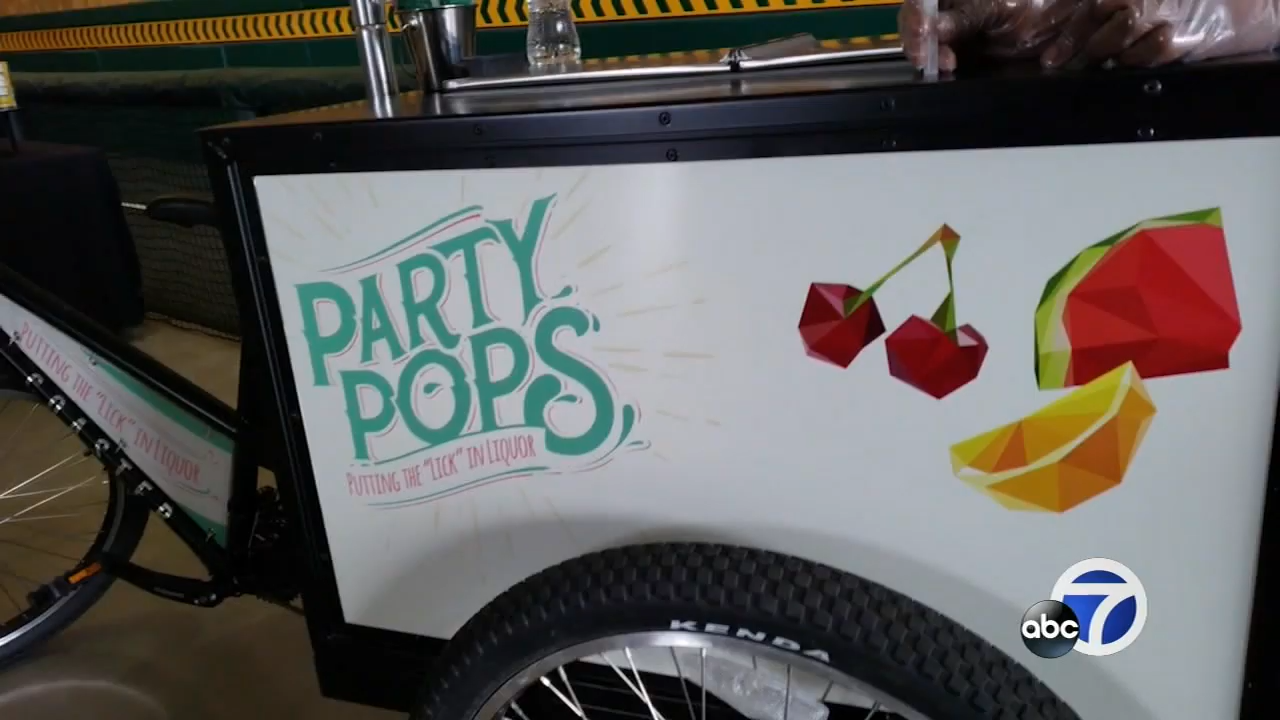 PARTY
POPS
PUTTING THE "LICK" IN LIQUOR
PUTTING THE "LICK" IN LIQUOR
KENDA
abc 7